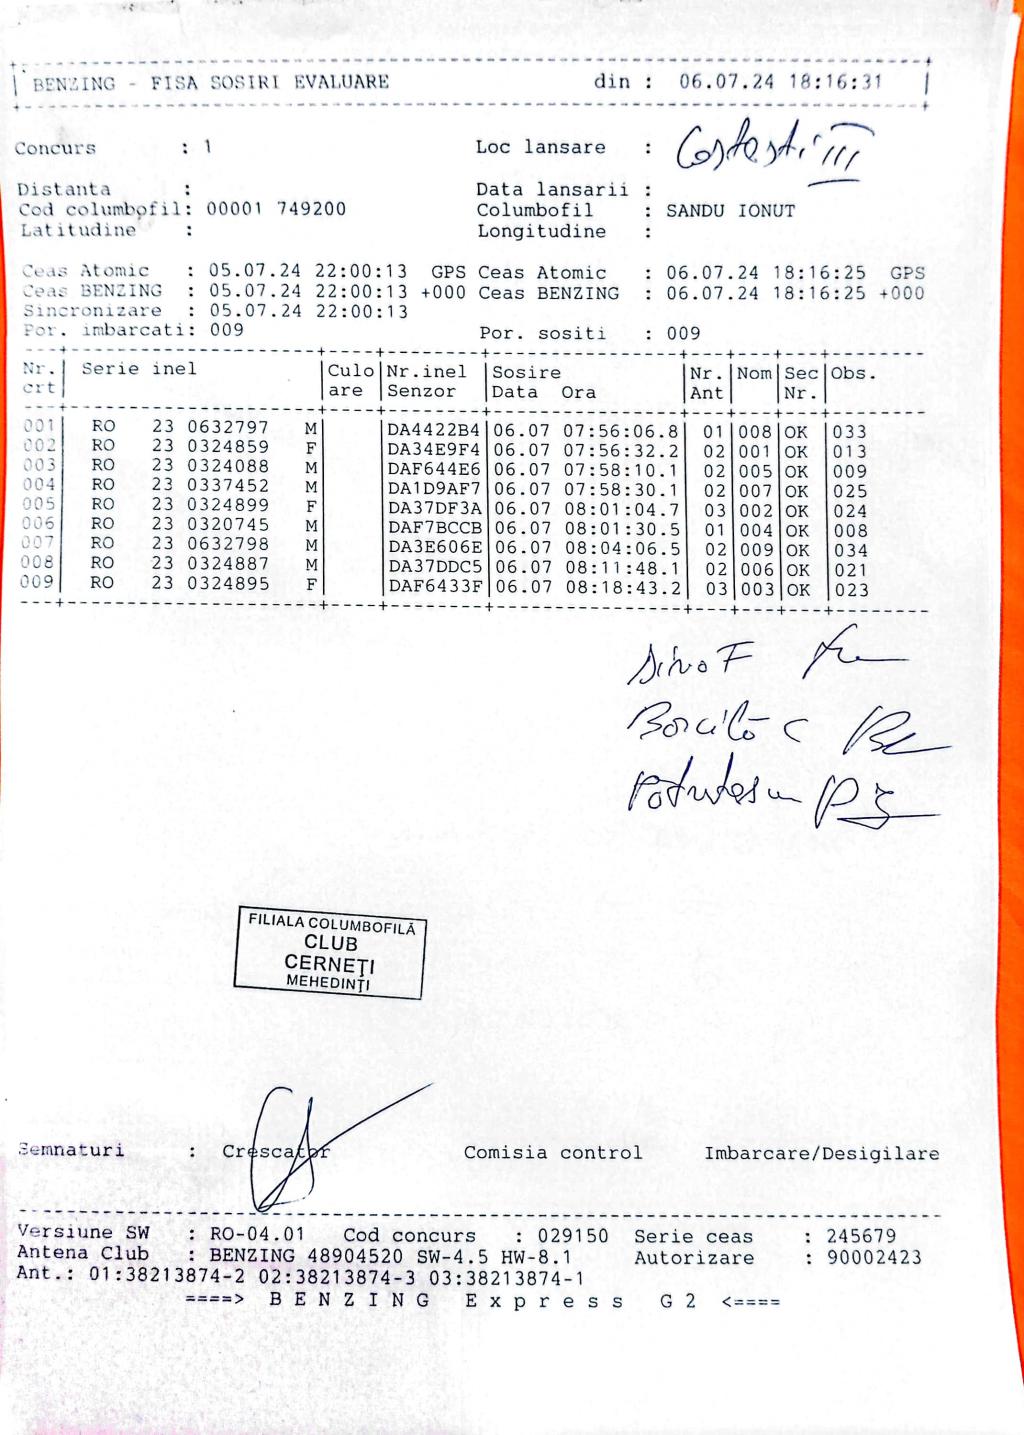 BENZING - FISA SOSIRI EVALUARE din : 06.07.24 18:16:31
Concurs : 1 Loc lansare : Costesti III
Distanta : Data lansarii :
Cod columbofil: 00001 749200 Columbofil : SANDU IONUT
Latitudine : Longitudine :
Ceas Atomic : 05.07.24 22:00:13 GPS Ceas Atomic : 06.07.24 18:16:25 GPS
Ceas BENZING : 05.07.24 22:00:13 +000 Ceas BENZING : 06.07.24 18:16:25 +000
Sincronizare : 05.07.24 22:00:13
Por. imbarcati: 009 Por. sositi : 009
Nr. Serie inel Culo Nr.inel Sosire Nr. Nom Sec Obs.
crt are Senzor Data Ora Ant Nr.
001 RO 23 0632797 M DA4422B4 06.07 07:56:06.8 01 008 OK 033
002 RO 23 0324859 F DA34E9F4 06.07 07:56:32.2 02 001 OK 013
003 RO 23 0324088 M DAF644E6 06.07 07:58:10.1 02 005 OK 009
004 RO 23 0337452 M DA1D9AF7 06.07 07:58:30.1 02 007 OK 025
005 RO 23 0324899 F DA37DF3A 06.07 08:01:04.7 03 002 OK 024
006 RO 23 0320745 M DAF7BCCB 06.07 08:01:30.5 01 004 OK 008
007 RO 23 0632798 M DA3E606E 06.07 08:04:06.5 02 009 OK 034
008 RO 23 0324887 M DA37DDC5 06.07 08:11:48.1 02 006 OK 021
009 RO 23 0324895 F DAF6433F 06.07 08:18:43.2 03 003 OK 023
FILIALA COLUMBOFILĂ
CLUB
CERNEȚI
MEHEDINȚI
Semnaturi : Crescator Comisia control Imbarcare/Desigilare
Versiune SW : RO-04.01 Cod concurs : 029150 Serie ceas : 245679
Antena Club : BENZING 48904520 SW-4.5 HW-8.1 Autorizare : 90002423
Ant.: 01:38213874-2 02:38213874-3 03:38213874-1
====> B E N Z I N G E x p r e s s G 2 <====